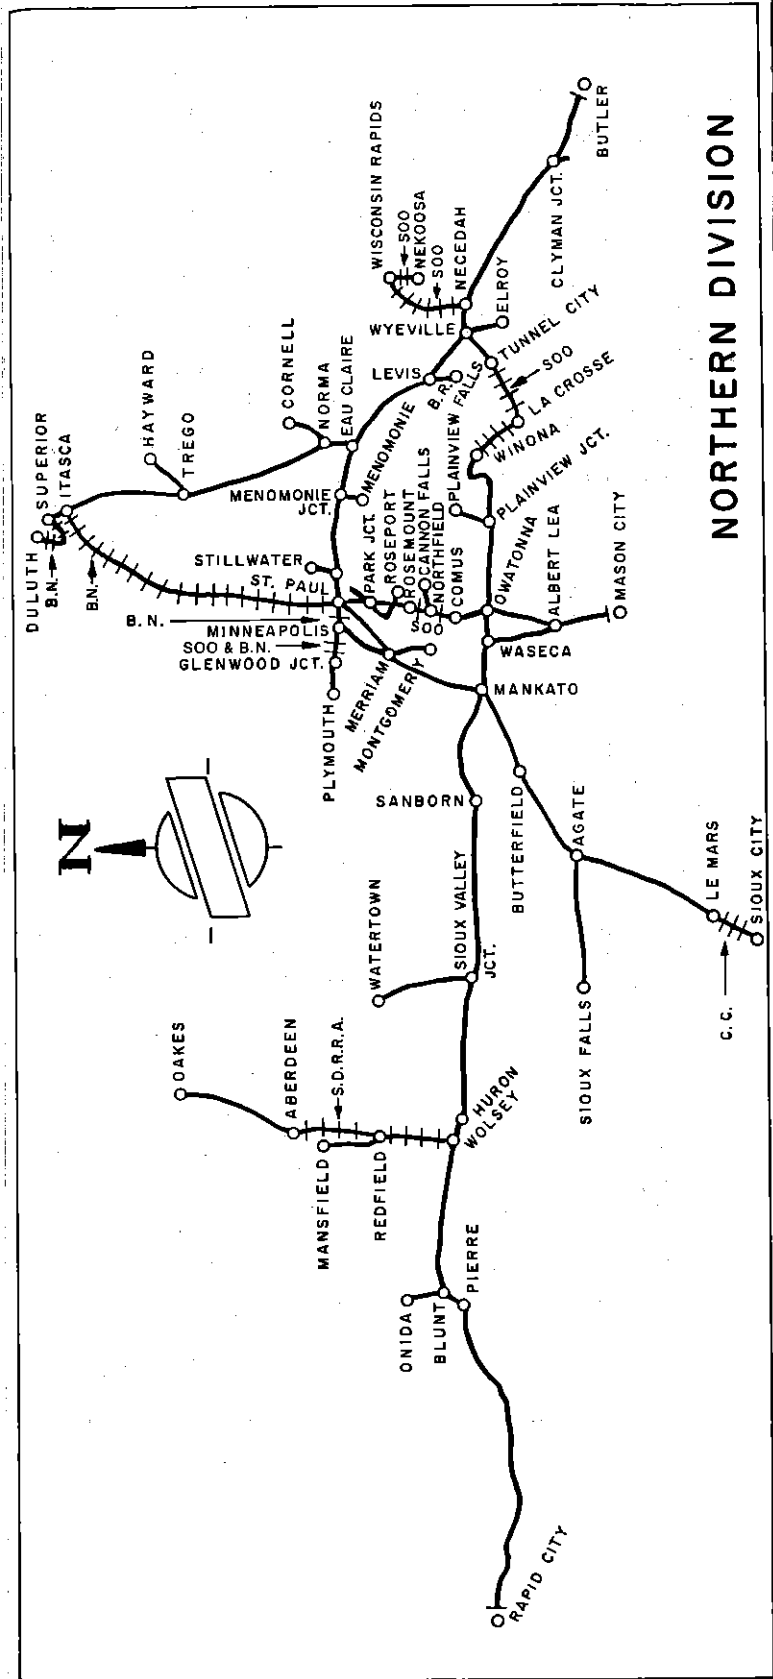 NORTHERN DIVISION
N
DULUTH
B.N.
SUPERIOR
ITASCA
B.N.
HAYWARD
TREGO
CORNELL
NORMA
EAU CLAIRE
MENOMONIE
JCT.
MENOMONIE
STILLWATER
ST. PAUL
B. N.
MINNEAPOLIS
SOO & B.N.
GLENWOOD JCT.
PLYMOUTH
MERRIAM
MONTGOMERY
PARK JCT.
ROSEPORT
ROSEMOUNT
CANNON FALLS
NORTHFIELD
SOO
COMUS
OWATONNA
WASECA
ALBERT LEA
MASON CITY
MANKATO
PLAINVIEW
PLAINVIEW JCT.
WINONA
LA CROSSE
SOO
TUNNEL CITY
LEVIS
B.R. FALLS
WYEVILLE
ELROY
NECEDAH
SOO
WISCONSIN RAPIDS
SOO
NEKOOSA
CLYMAN JCT.
BUTLER
SANBORN
BUTTERFIELD
AGATE
LE MARS
SIOUX CITY
C. C.
SIOUX FALLS
SIOUX VALLEY
JCT.
WATERTOWN
HURON
WOLSEY
S.D.R.R.A.
ABERDEEN
OAKES
MANSFIELD
REDFIELD
ONIDA
BLUNT
PIERRE
RAPID CITY